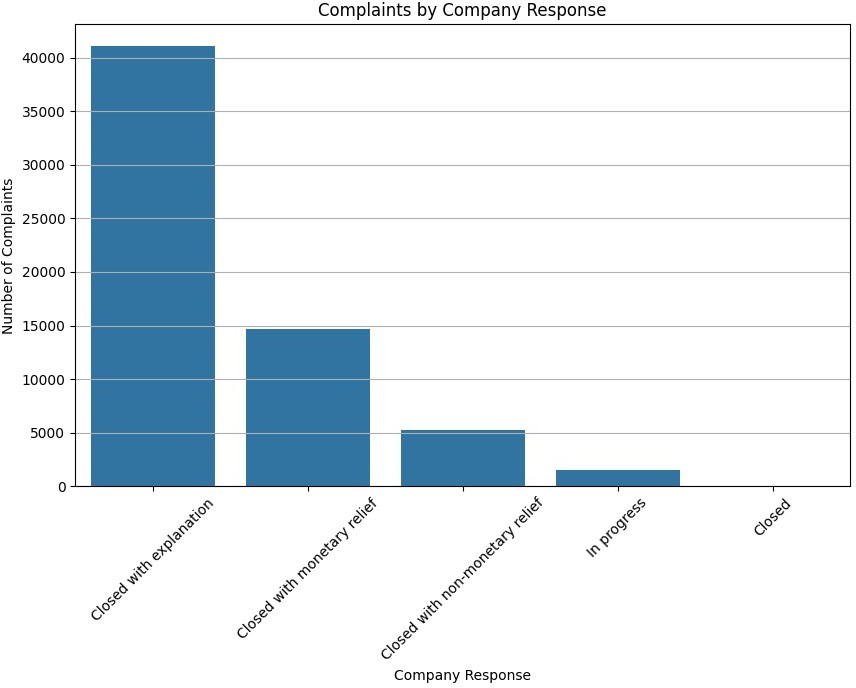 Complaints by Company Response
Number of Complaints
40000
35000
30000
25000
20000
15000
10000
5000
0
Closed with explanation
Closed with monetary relief
Closed with non-monetary relief
In progress
Closed
Company Response